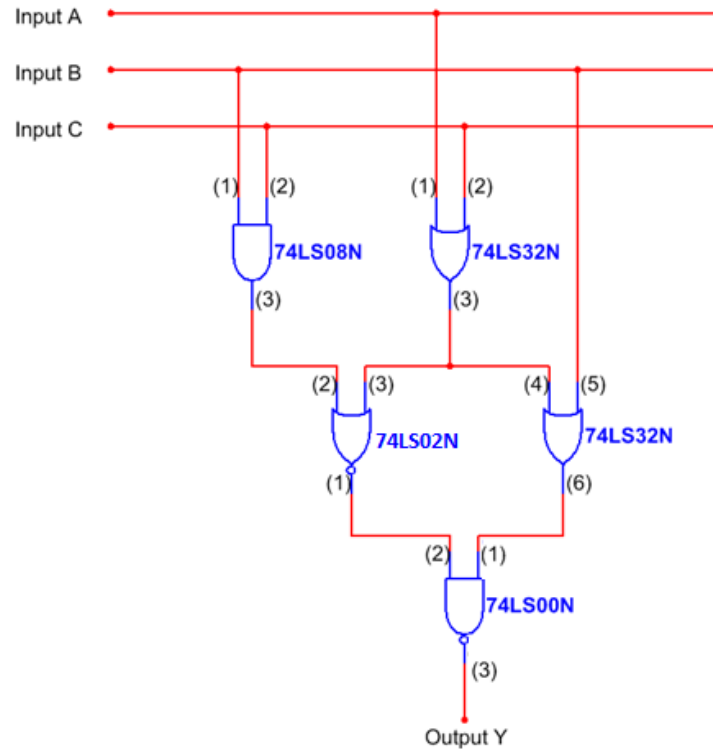 Input A
Input B
Input C
(1) (2) (1) (2)
74LS08N 74LS32N
(3) (3)
(2) (3) (4) (5)
74LS02N 74LS32N
(1) (6)
(2) (1)
74LS00N
(3)
Output Y